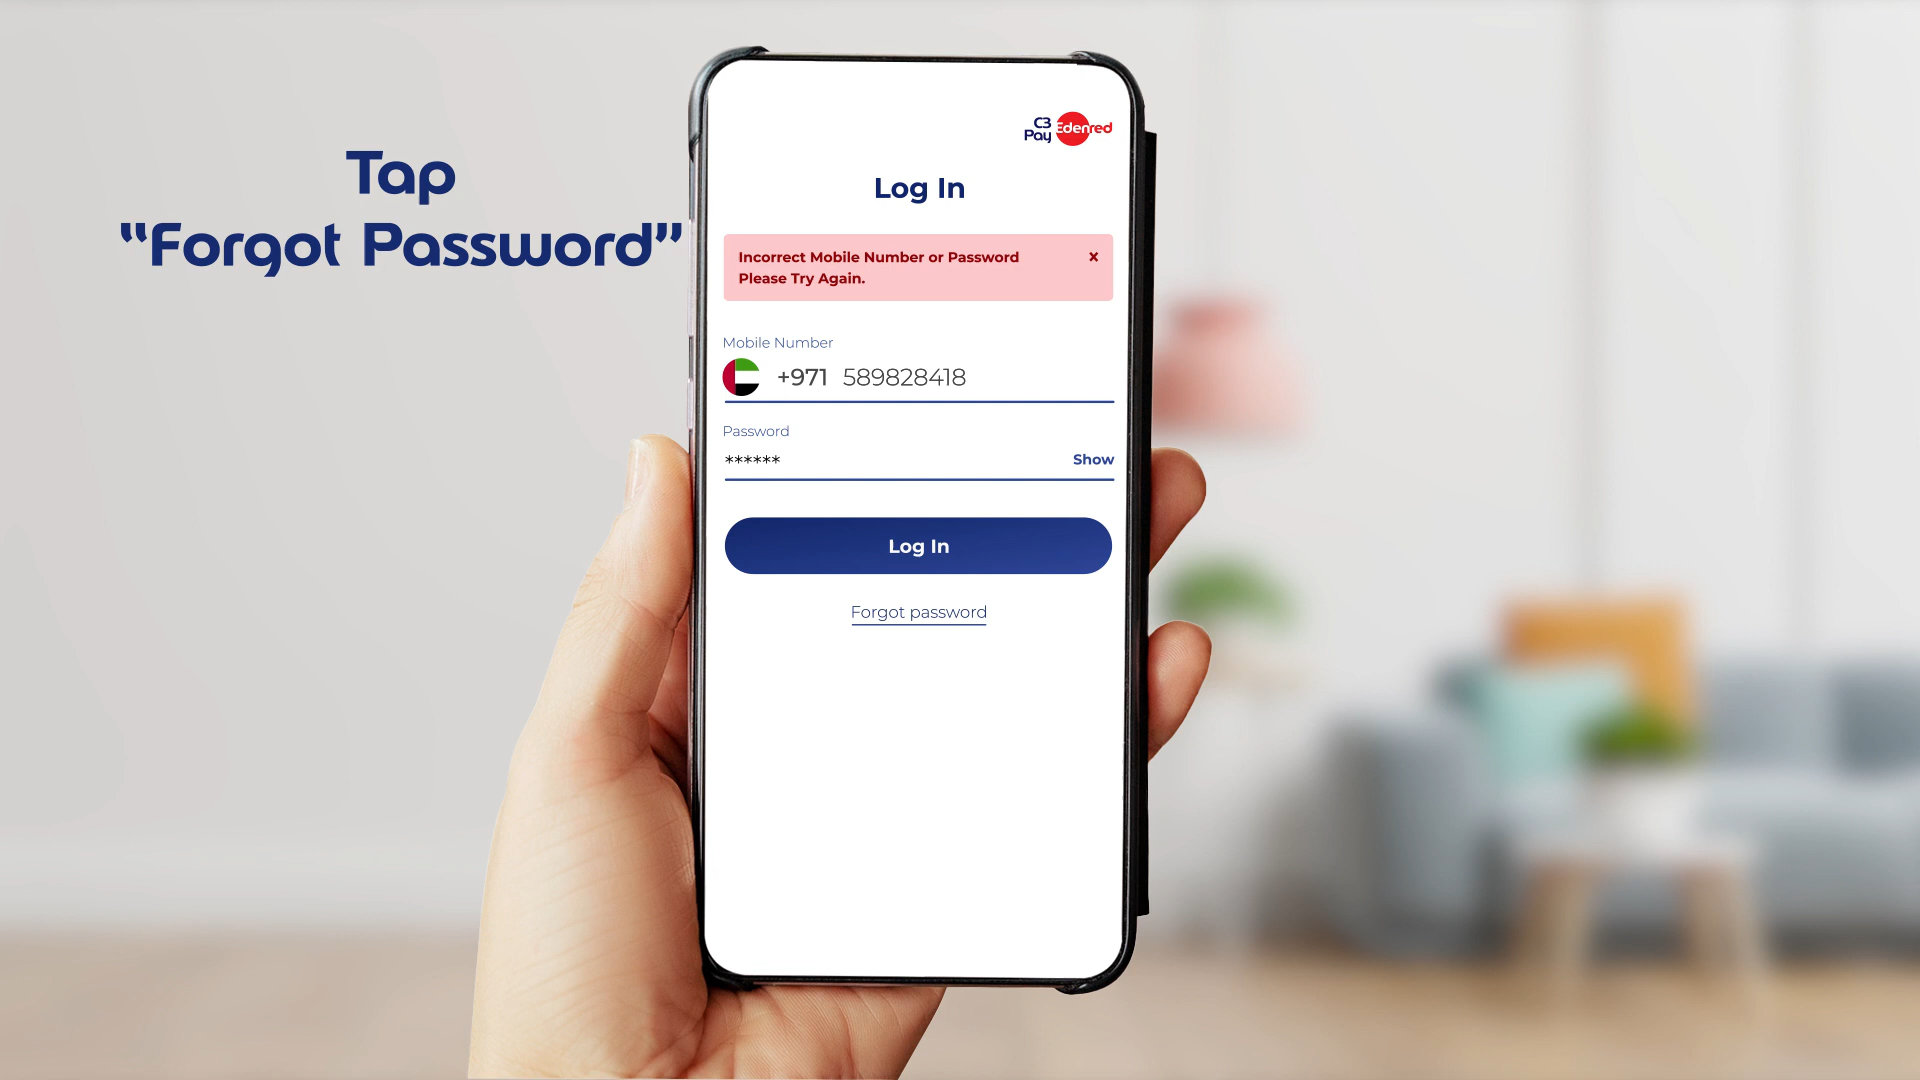 Tap
“Forgot Password”
C3
Pay
Edenred
Log In
Incorrect Mobile Number or Password
×
Please Try Again.
Mobile Number
+971 589828418
Password
******
Show
Log In
Forgot password